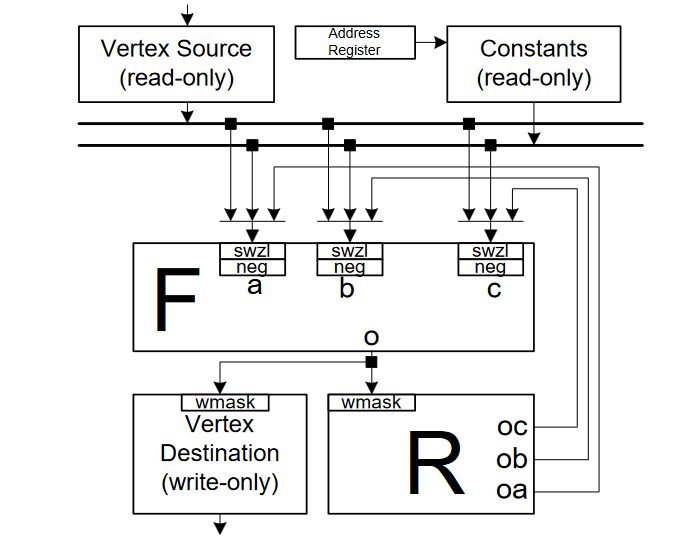 Vertex Source
(read-only)
Address
Register
Constants
(read-only)
swzl
neg
a
swzl
neg
b
swzl
neg
c
F
o
wmask
Vertex
Destination
(write-only)
wmask
R
oc
ob
oa